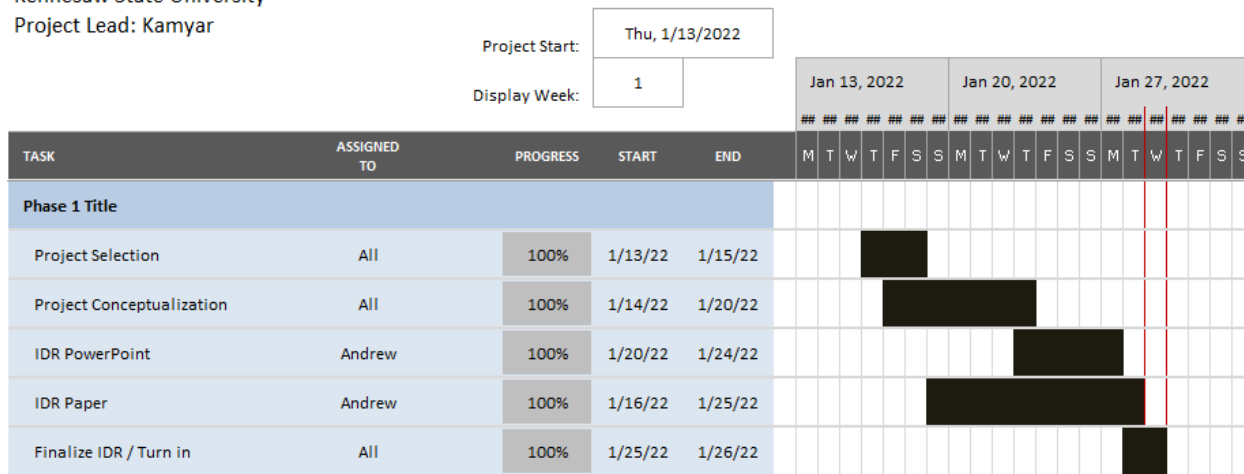 Kennesaw State University
Project Lead: Kamyar
Project Start: Thu, 1/13/2022
Display Week: 1
Jan 13, 2022 Jan 20, 2022 Jan 27, 2022
## ## ## ## ## ## ## ## ## ## ## ## ## ## ## ## ## ## ## ## #
TASK ASSIGNED TO PROGRESS START END M T W T F S S M T W T F S S M T W T F S S
Phase 1 Title
Project Selection All 100% 1/13/22 1/15/22
Project Conceptualization All 100% 1/14/22 1/20/22
IDR PowerPoint Andrew 100% 1/20/22 1/24/22
IDR Paper Andrew 100% 1/16/22 1/25/22
Finalize IDR / Turn in All 100% 1/25/22 1/26/22